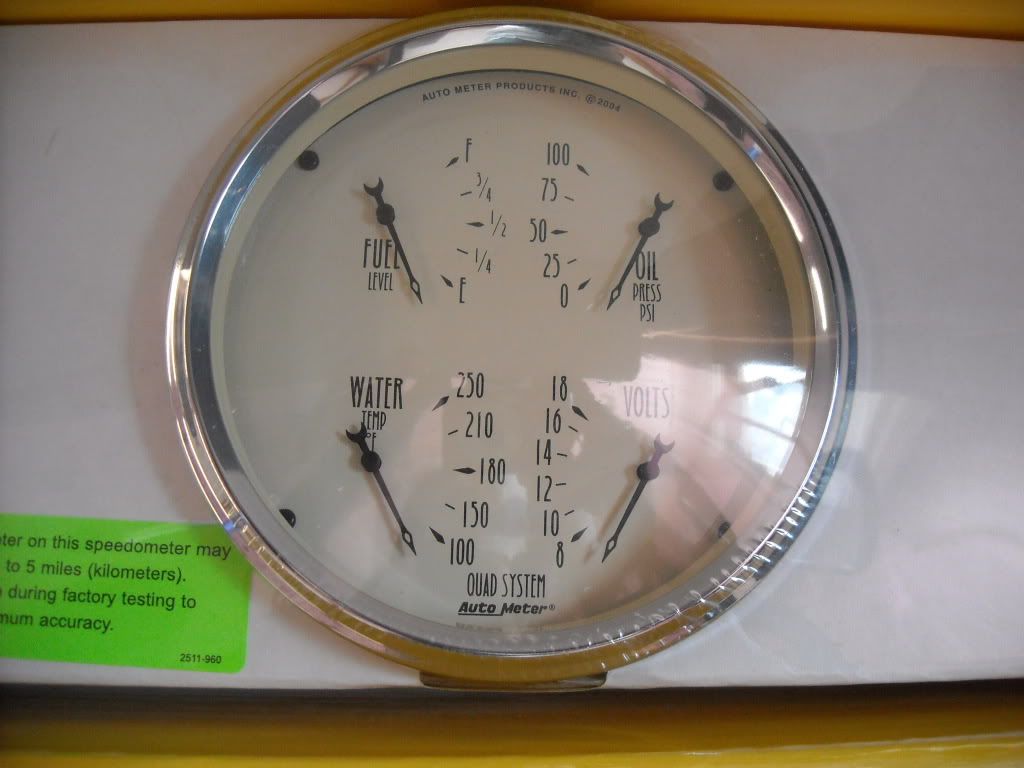 AUTO METER PRODUCTS INC. ©2004
F
3/4
1/2
1/4
E
FUEL
LEVEL
100
75
50
25
0
OIL
PRESS
PSI
WATER
TEMP
°F
250
210
180
150
100
18
16
14
12
10
8
VOLTS
QUAD SYSTEM
Auto Meter®
eter on this speedometer may
to 5 miles (kilometers).
during factory testing to
mum accuracy.
2511-960